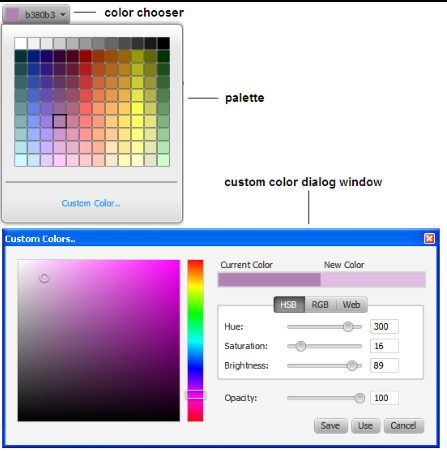 b380b3
color chooser
palette
Custom Color..
custom color dialog window
Custom Colors..
Current Color
New Color
HSB
RGB
Web
Hue:
300
Saturation:
16
Brightness:
89
Opacity:
100
Save
Use
Cancel